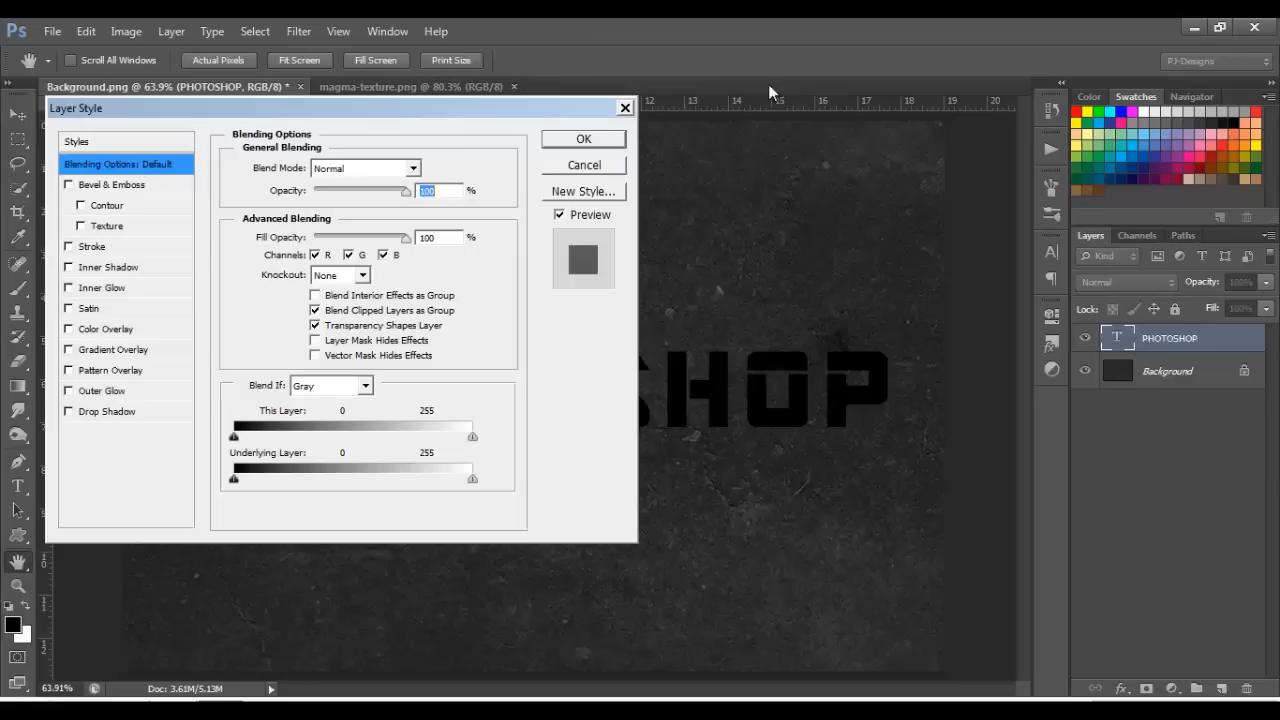 Ps File Edit Image Layer Type Select Filter View Window Help
Scroll All Windows Actual Pixels Fit Screen Fill Screen Print Size PJ-Designs
Background.png @ 63.9% (PHOTOSHOP, RGB/8) * × magma-texture.png @ 80.3% (RGB/8) ×
Layer Style
Styles
Blending Options: Default
Bevel & Emboss
Contour
Texture
Stroke
Inner Shadow
Inner Glow
Satin
Color Overlay
Gradient Overlay
Pattern Overlay
Outer Glow
Drop Shadow
Blending Options
General Blending
Blend Mode: Normal
Opacity: 100 %
Advanced Blending
Fill Opacity: 100 %
Channels: R G B
Knockout: None
Blend Interior Effects as Group
Blend Clipped Layers as Group
Transparency Shapes Layer
Layer Mask Hides Effects
Vector Mask Hides Effects
Blend If: Gray
This Layer: 0 255
Underlying Layer: 0 255
OK
Cancel
New Style...
Preview
12 13 14 15 16 17 18 19 20
HOP
Color Swatches Navigator
Layers Channels Paths
Kind
Normal Opacity: 100%
Lock: Fill: 100%
T PHOTOSHOP
Background
10
11
12
63.91% Doc: 3.61M/5.13M